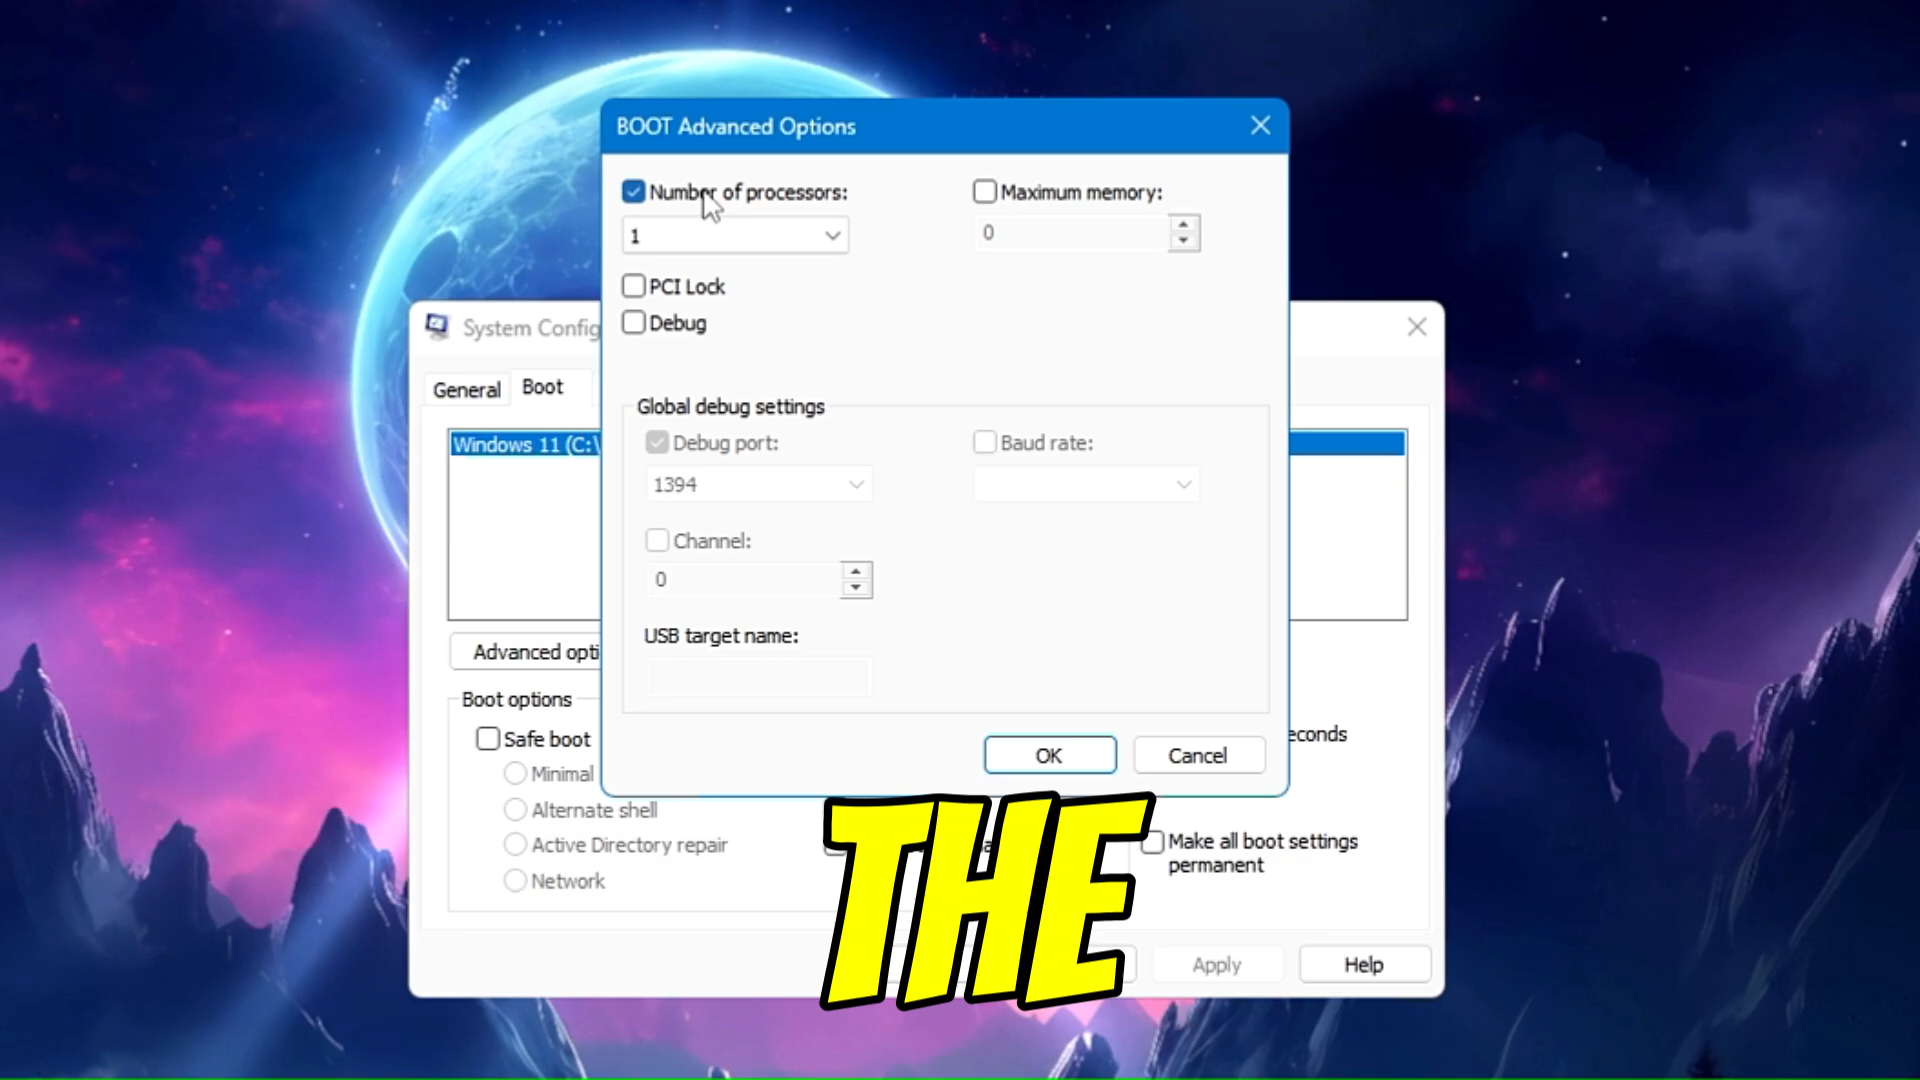 BOOT Advanced Options
Number of processors:
Maximum memory:
1
0
PCI Lock
Debug
System Config
General
Boot
Global debug settings
Debug port:
Baud rate:
Windows 11 (C:\
1394
Channel:
0
USB target name:
Advanced opti
Boot options
Safe boot
econds
OK
Cancel
Minimal
Alternate shell
Active Directory repair
Network
Make all boot settings
permanent
THE
Apply
Help